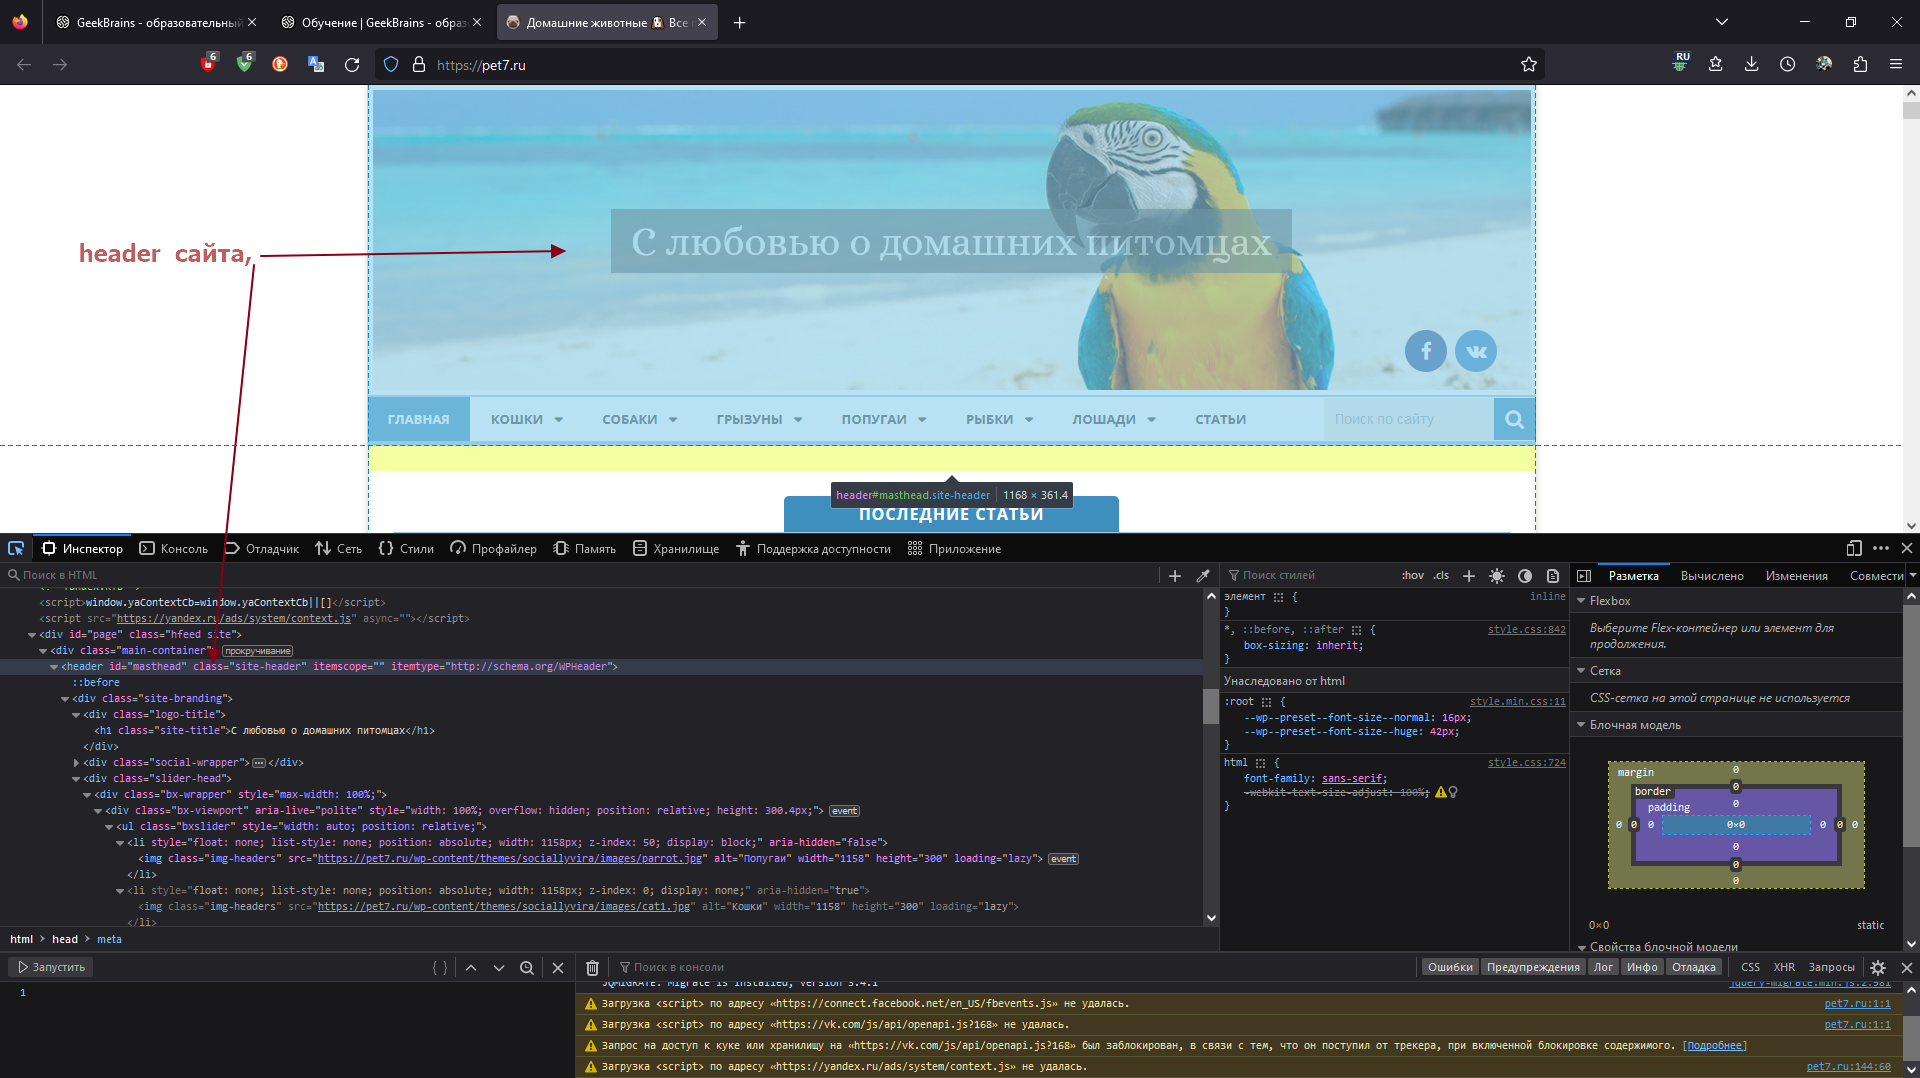 GeekBrains - образовательный
Обучение | GeekBrains - образо
Домашние животные Все
6
6
https://pet7.ru
RU
header сайта,
С любовью о домашних питомцах
ГЛАВНАЯ
КОШКИ
СОБАКИ
ГРЫЗУНЫ
ПОПУГАИ
РЫБКИ
ЛОШАДИ
СТАТЬИ
Поиск по сайту
header#masthead.site-header 1168 × 361.4
ПОСЛЕДНИЕ СТАТЬИ
Инспектор Консоль Отладчик Сеть Стили Профайлер Память Хранилище Поддержка доступности Приложение
Поиск в HTML
<script>window.yaContextCb=window.yaContextCb||[]</script>
<script src="https://yandex.ru/ads/system/context.js" async=""></script>
<div id="page" class="hfeed site">
<div class="main-container"> прокручивание
<header id="masthead" class="site-header" itemscope="" itemtype="http://schema.org/WPHeader">
::before
<div class="site-branding">
<div class="logo-title">
<h1 class="site-title">С любовью о домашних питомцах</h1>
</div>
<div class="social-wrapper"></div>
<div class="slider-head">
<div class="bx-wrapper" style="max-width: 100%;">
<div class="bx-viewport" aria-live="polite" style="width: 100%; overflow: hidden; position: relative; height: 300.4px;"> event
<ul class="bxslider" style="width: auto; position: relative;">
<li style="float: none; list-style: none; position: absolute; width: 1158px; z-index: 50; display: block;" aria-hidden="false">
<img class="img-headers" src="https://pet7.ru/wp-content/themes/sociallyvira/images/parrot.jpg" alt="Попугаи" width="1158" height="300" loading="lazy"> event
</li>
<li style="float: none; list-style: none; position: absolute; width: 1158px; z-index: 0; display: none;" aria-hidden="true">
<img class="img-headers" src="https://pet7.ru/wp-content/themes/sociallyvira/images/cat1.jpg" alt="Кошки" width="1158" height="300" loading="lazy">
</li>
html > head > meta
Поиск стилей :hov .cls
элемент { inline
}
*, ::before, ::after { style.css:842
box-sizing: inherit;
}
Унаследовано от html
:root { style.min.css:11
--wp--preset--font-size--normal: 16px;
--wp--preset--font-size--huge: 42px;
}
html { style.css:724
font-family: sans-serif;
-webkit-text-size-adjust: 100%;
}
Разметка Вычислено Изменения Совмести
Flexbox
Выберите Flex-контейнер или элемент для
продолжения.
Сетка
CSS-сетка на этой странице не используется
Блочная модель
margin 0
border 0
padding 0
0 0 0 0×0 0 0 0
0
0
0
0×0 static
Свойства блочной модели
Запустить
1
Поиск в консоли
Ошибки Предупреждения Лог Инфо Отладка CSS XHR Запросы
JQMIGRATE: Migrate is installed, version 3.4.1 jquery-migrate.min.js:2:981
Загрузка <script> по адресу «https://connect.facebook.net/en_US/fbevents.js» не удалась. pet7.ru:1:1
Загрузка <script> по адресу «https://vk.com/js/api/openapi.js?168» не удалась. pet7.ru:1:1
Запрос на доступ к куке или хранилищу на «https://vk.com/js/api/openapi.js?168» был заблокирован, в связи с тем, что он поступил от трекера, при включенной блокировке содержимого. [Подробнее]
Загрузка <script> по адресу «https://yandex.ru/ads/system/context.js» не удалась. pet7.ru:144:60